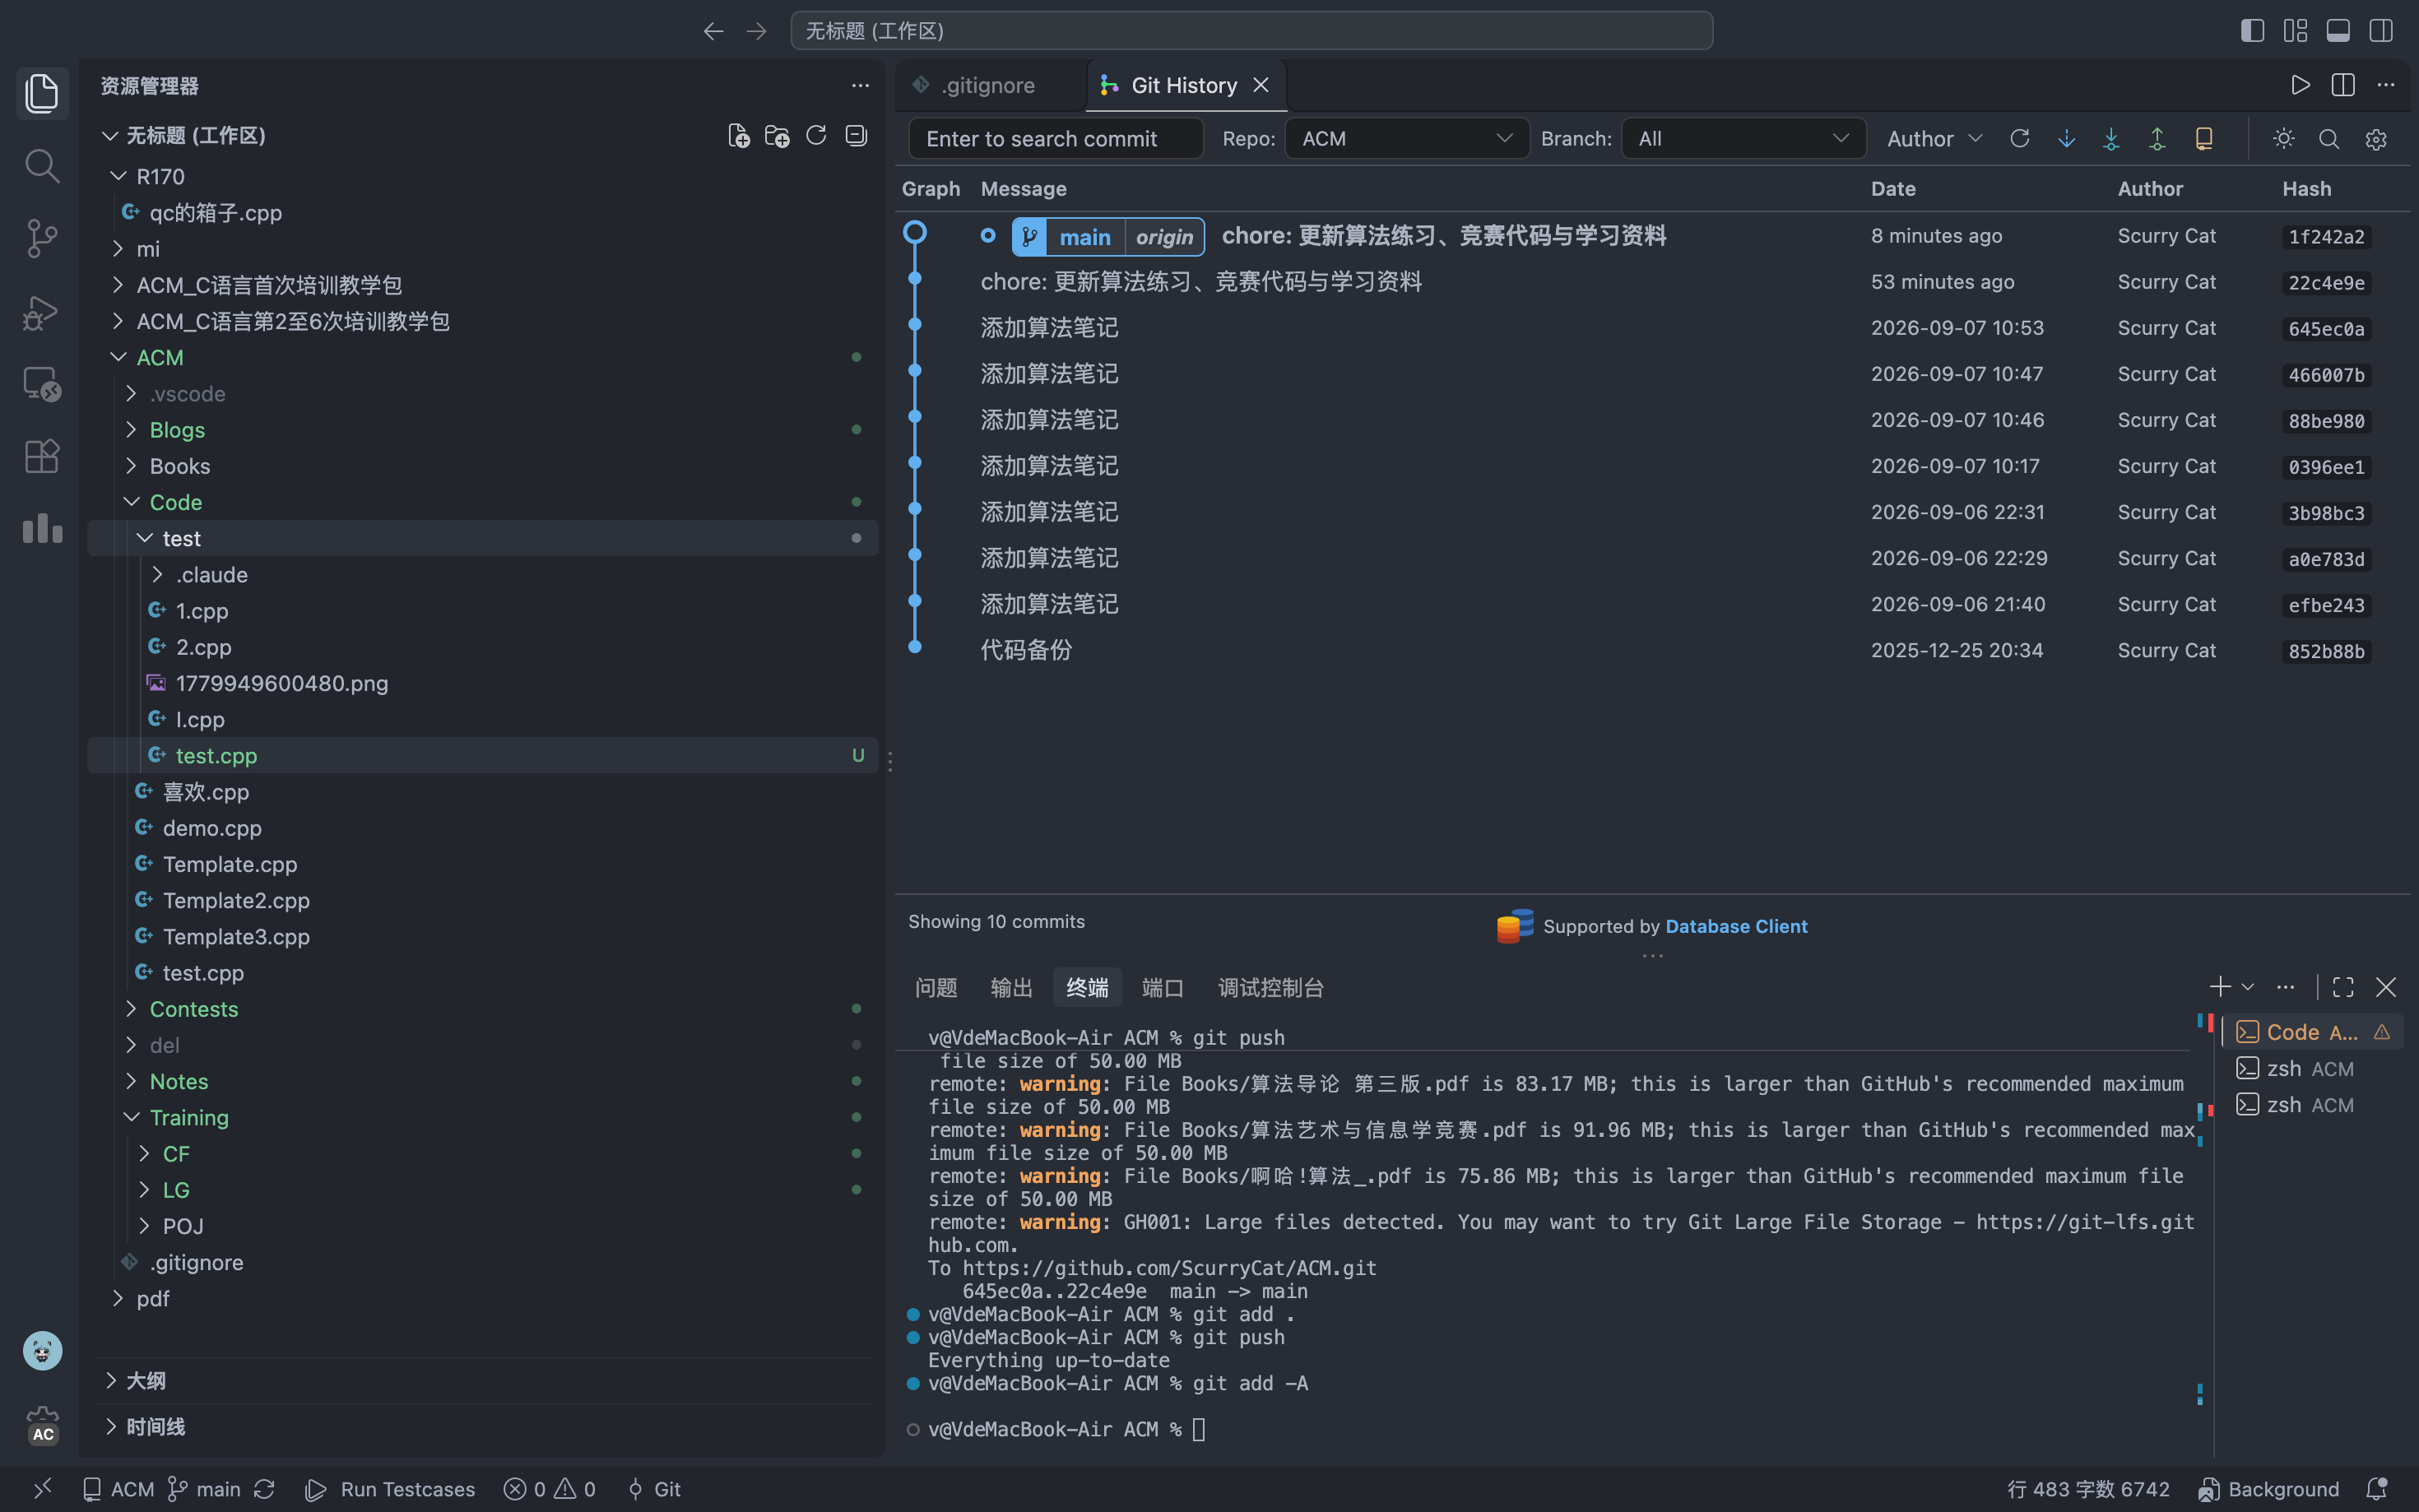 无标题 (工作区)
资源管理器
无标题 (工作区)
R170
qc的箱子.cpp
mi
ACM_C语言首次培训教学包
ACM_C语言第2至6次培训教学包
ACM
.vscode
Blogs
Books
Code
test
.claude
1.cpp
2.cpp
1779949600480.png
I.cpp
test.cpp U
喜欢.cpp
demo.cpp
Template.cpp
Template2.cpp
Template3.cpp
test.cpp
Contests
del
Notes
Training
CF
LG
POJ
.gitignore
pdf
大纲
时间线
AC
.gitignore
Git History
Enter to search commit Repo: ACM Branch: All Author
Graph Message Date Author Hash
main origin chore: 更新算法练习、竞赛代码与学习资料 8 minutes ago Scurry Cat 1f242a2
chore: 更新算法练习、竞赛代码与学习资料 53 minutes ago Scurry Cat 22c4e9e
添加算法笔记 2026-09-07 10:53 Scurry Cat 645ec0a
添加算法笔记 2026-09-07 10:47 Scurry Cat 466007b
添加算法笔记 2026-09-07 10:46 Scurry Cat 88be980
添加算法笔记 2026-09-07 10:17 Scurry Cat 0396ee1
添加算法笔记 2026-09-06 22:31 Scurry Cat 3b98bc3
添加算法笔记 2026-09-06 22:29 Scurry Cat a0e783d
添加算法笔记 2026-09-06 21:40 Scurry Cat efbe243
代码备份 2025-12-25 20:34 Scurry Cat 852b88b
Showing 10 commits
Supported by Database Client
问题 输出 终端 端口 调试控制台
v@VdeMacBook-Air ACM % git push
file size of 50.00 MB
remote: warning: File Books/算法导论 第三版.pdf is 83.17 MB; this is larger than GitHub's recommended maximum
file size of 50.00 MB
remote: warning: File Books/算法艺术与信息学竞赛.pdf is 91.96 MB; this is larger than GitHub's recommended max
imum file size of 50.00 MB
remote: warning: File Books/啊哈!算法_.pdf is 75.86 MB; this is larger than GitHub's recommended maximum file
size of 50.00 MB
remote: warning: GH001: Large files detected. You may want to try Git Large File Storage - https://git-lfs.git
hub.com.
To https://github.com/ScurryCat/ACM.git
645ec0a..22c4e9e main -> main
v@VdeMacBook-Air ACM % git add .
v@VdeMacBook-Air ACM % git push
Everything up-to-date
v@VdeMacBook-Air ACM % git add -A
v@VdeMacBook-Air ACM %
Code A...
zsh ACM
zsh ACM
ACM main Run Testcases 0 0 Git 行 483 字数 6742 Background